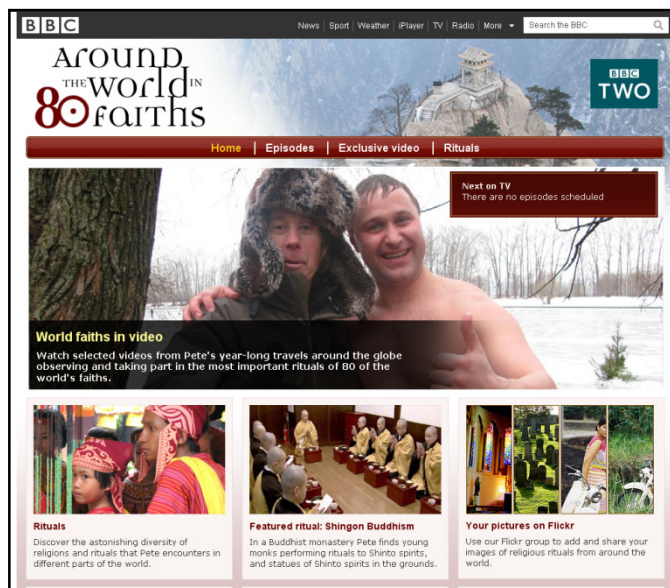 BBC
News Sport Weather iPlayer TV Radio More Search the BBC
Around
the World in
80 Faiths
BBC
TWO
Home Episodes Exclusive video Rituals
Next on TV
There are no episodes scheduled
World faiths in video
Watch selected videos from Pete's year-long travels around the globe
observing and taking part in the most important rituals of 80 of the
world's faiths.
Rituals
Discover the astonishing diversity of
religions and rituals that Pete encounters in
different parts of the world.
Featured ritual: Shingon Buddhism
In a Buddhist monastery Pete finds young
monks performing rituals to Shinto spirits,
and statues of Shinto spirits in the grounds.
Your pictures on Flickr
Use our Flickr group to add and share your
images of religious rituals from around the
world.